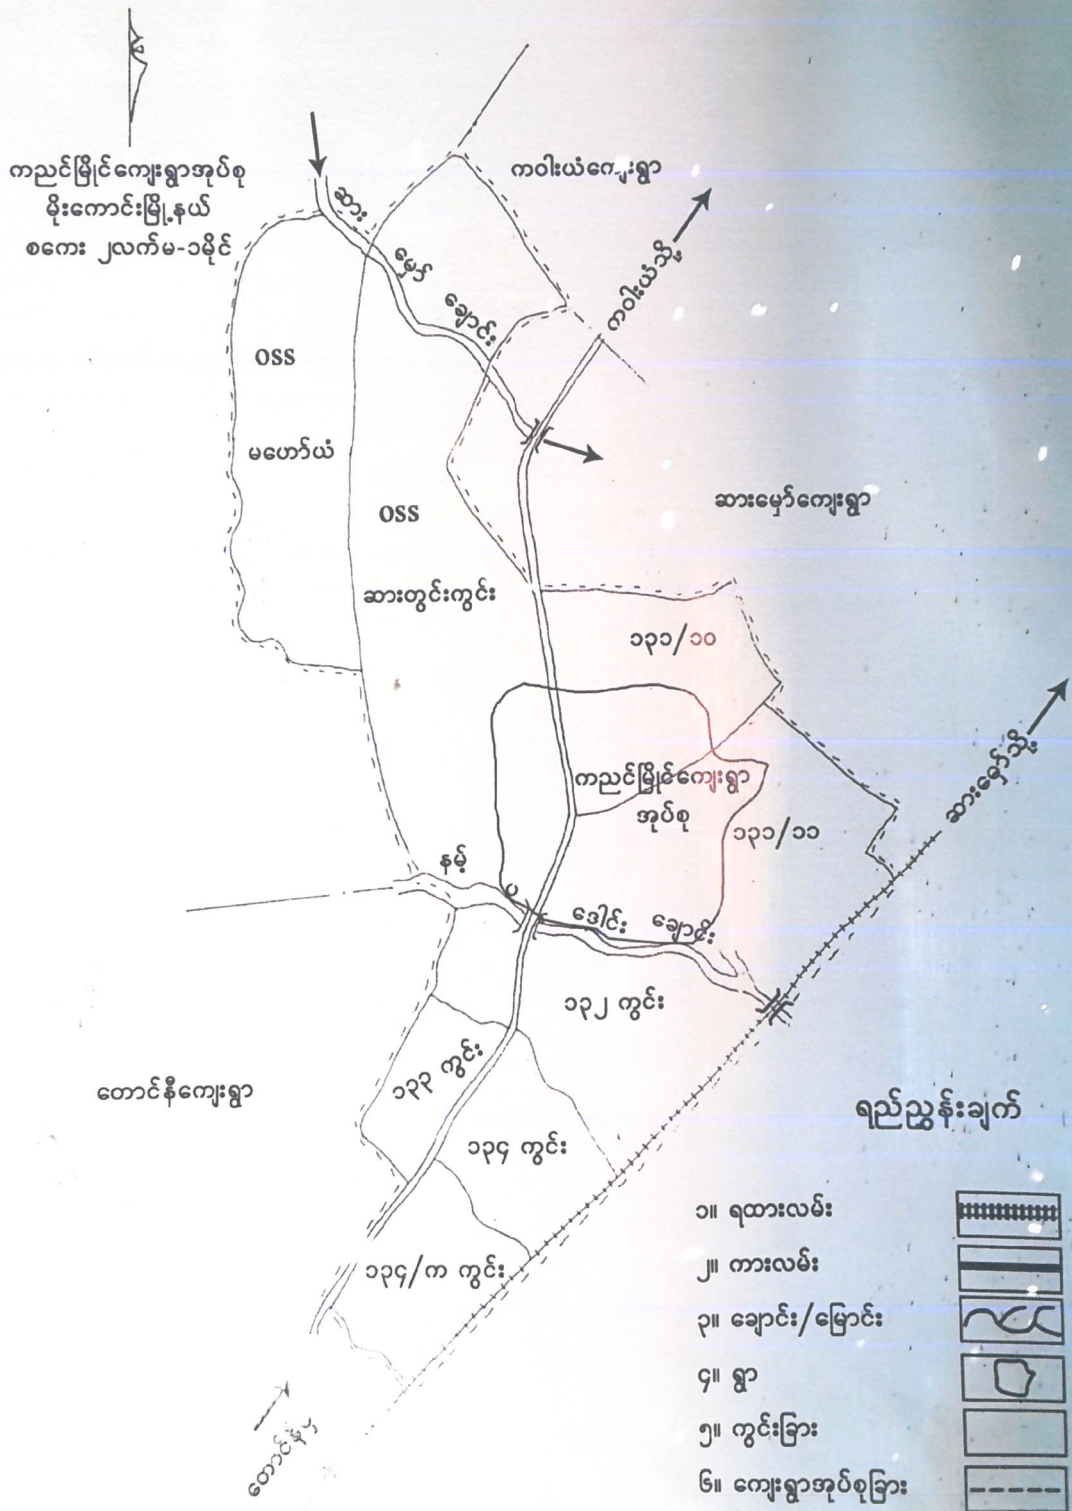 ကညင်မြိုင်ကျေးရွာအုပ်စု
မိုးကောင်းမြို့နယ်
စကေး ၂လက်မ-၁မိုင်
ကဝါးယံကျေးရွာ
ဆား
မှော်
ချောင်း
ကဝါးယံသို့
OSS
မဟော်ယံ
OSS
ဆားတွင်းကွင်း
ဆားမှော်ကျေးရွာ
၁၃၁/၁၀
ကညင်မြိုင်ကျေးရွာ
အုပ်စု
၁၃၁/၁၁
ဆားမှော်သို့
နမ့်
ပ
ဒေါင်း
ချောင်း
၁၃၂ ကွင်း
၁၃၃ ကွင်း
တောင်နီကျေးရွာ
၁၃၄ ကွင်း
၁၃၄/က ကွင်း
တောင်နီမှ
ရည်ညွှန်းချက်
၁။ ရထားလမ်း
၂။ ကားလမ်း
၃။ ချောင်း/မြောင်း
၄။ ရွာ
၅။ ကွင်းခြား
၆။ ကျေးရွာအုပ်စုခြား